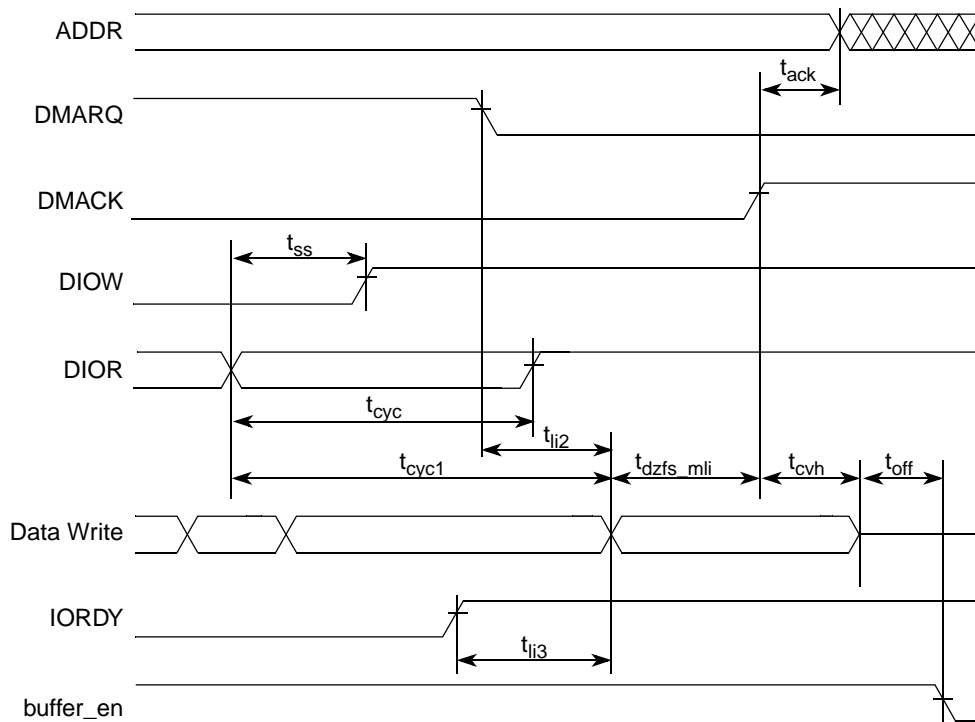 ADDR
t_ack
DMARQ
DMACK
t_ss
DIOW
DIOR
t_cyc
t_li2
t_cyc1
t_dzfs_mli
t_cvh
t_off
Data Write
IORDY
t_li3
buffer_en